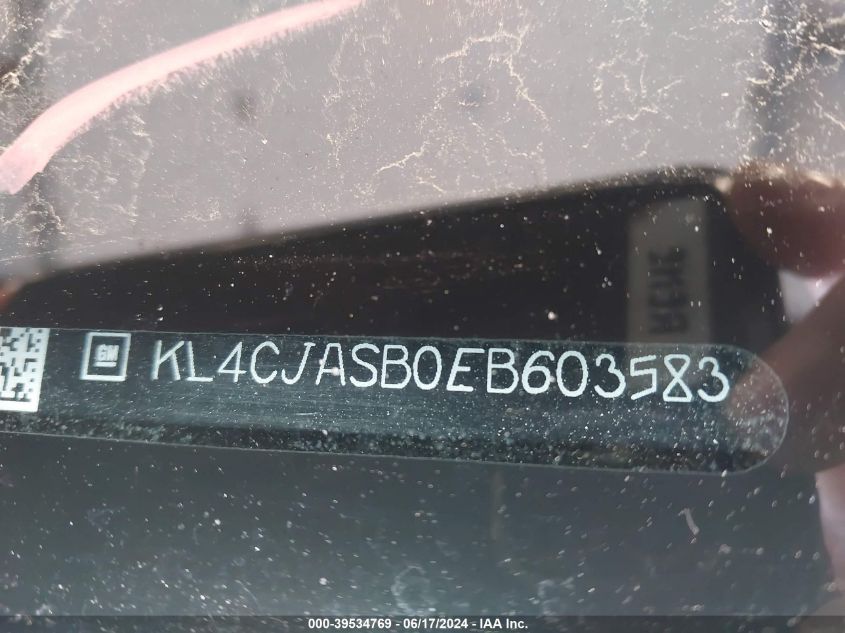 GM KL4CJASB0EB603583
000-39534769 - 06/17/2024 - IAA Inc.